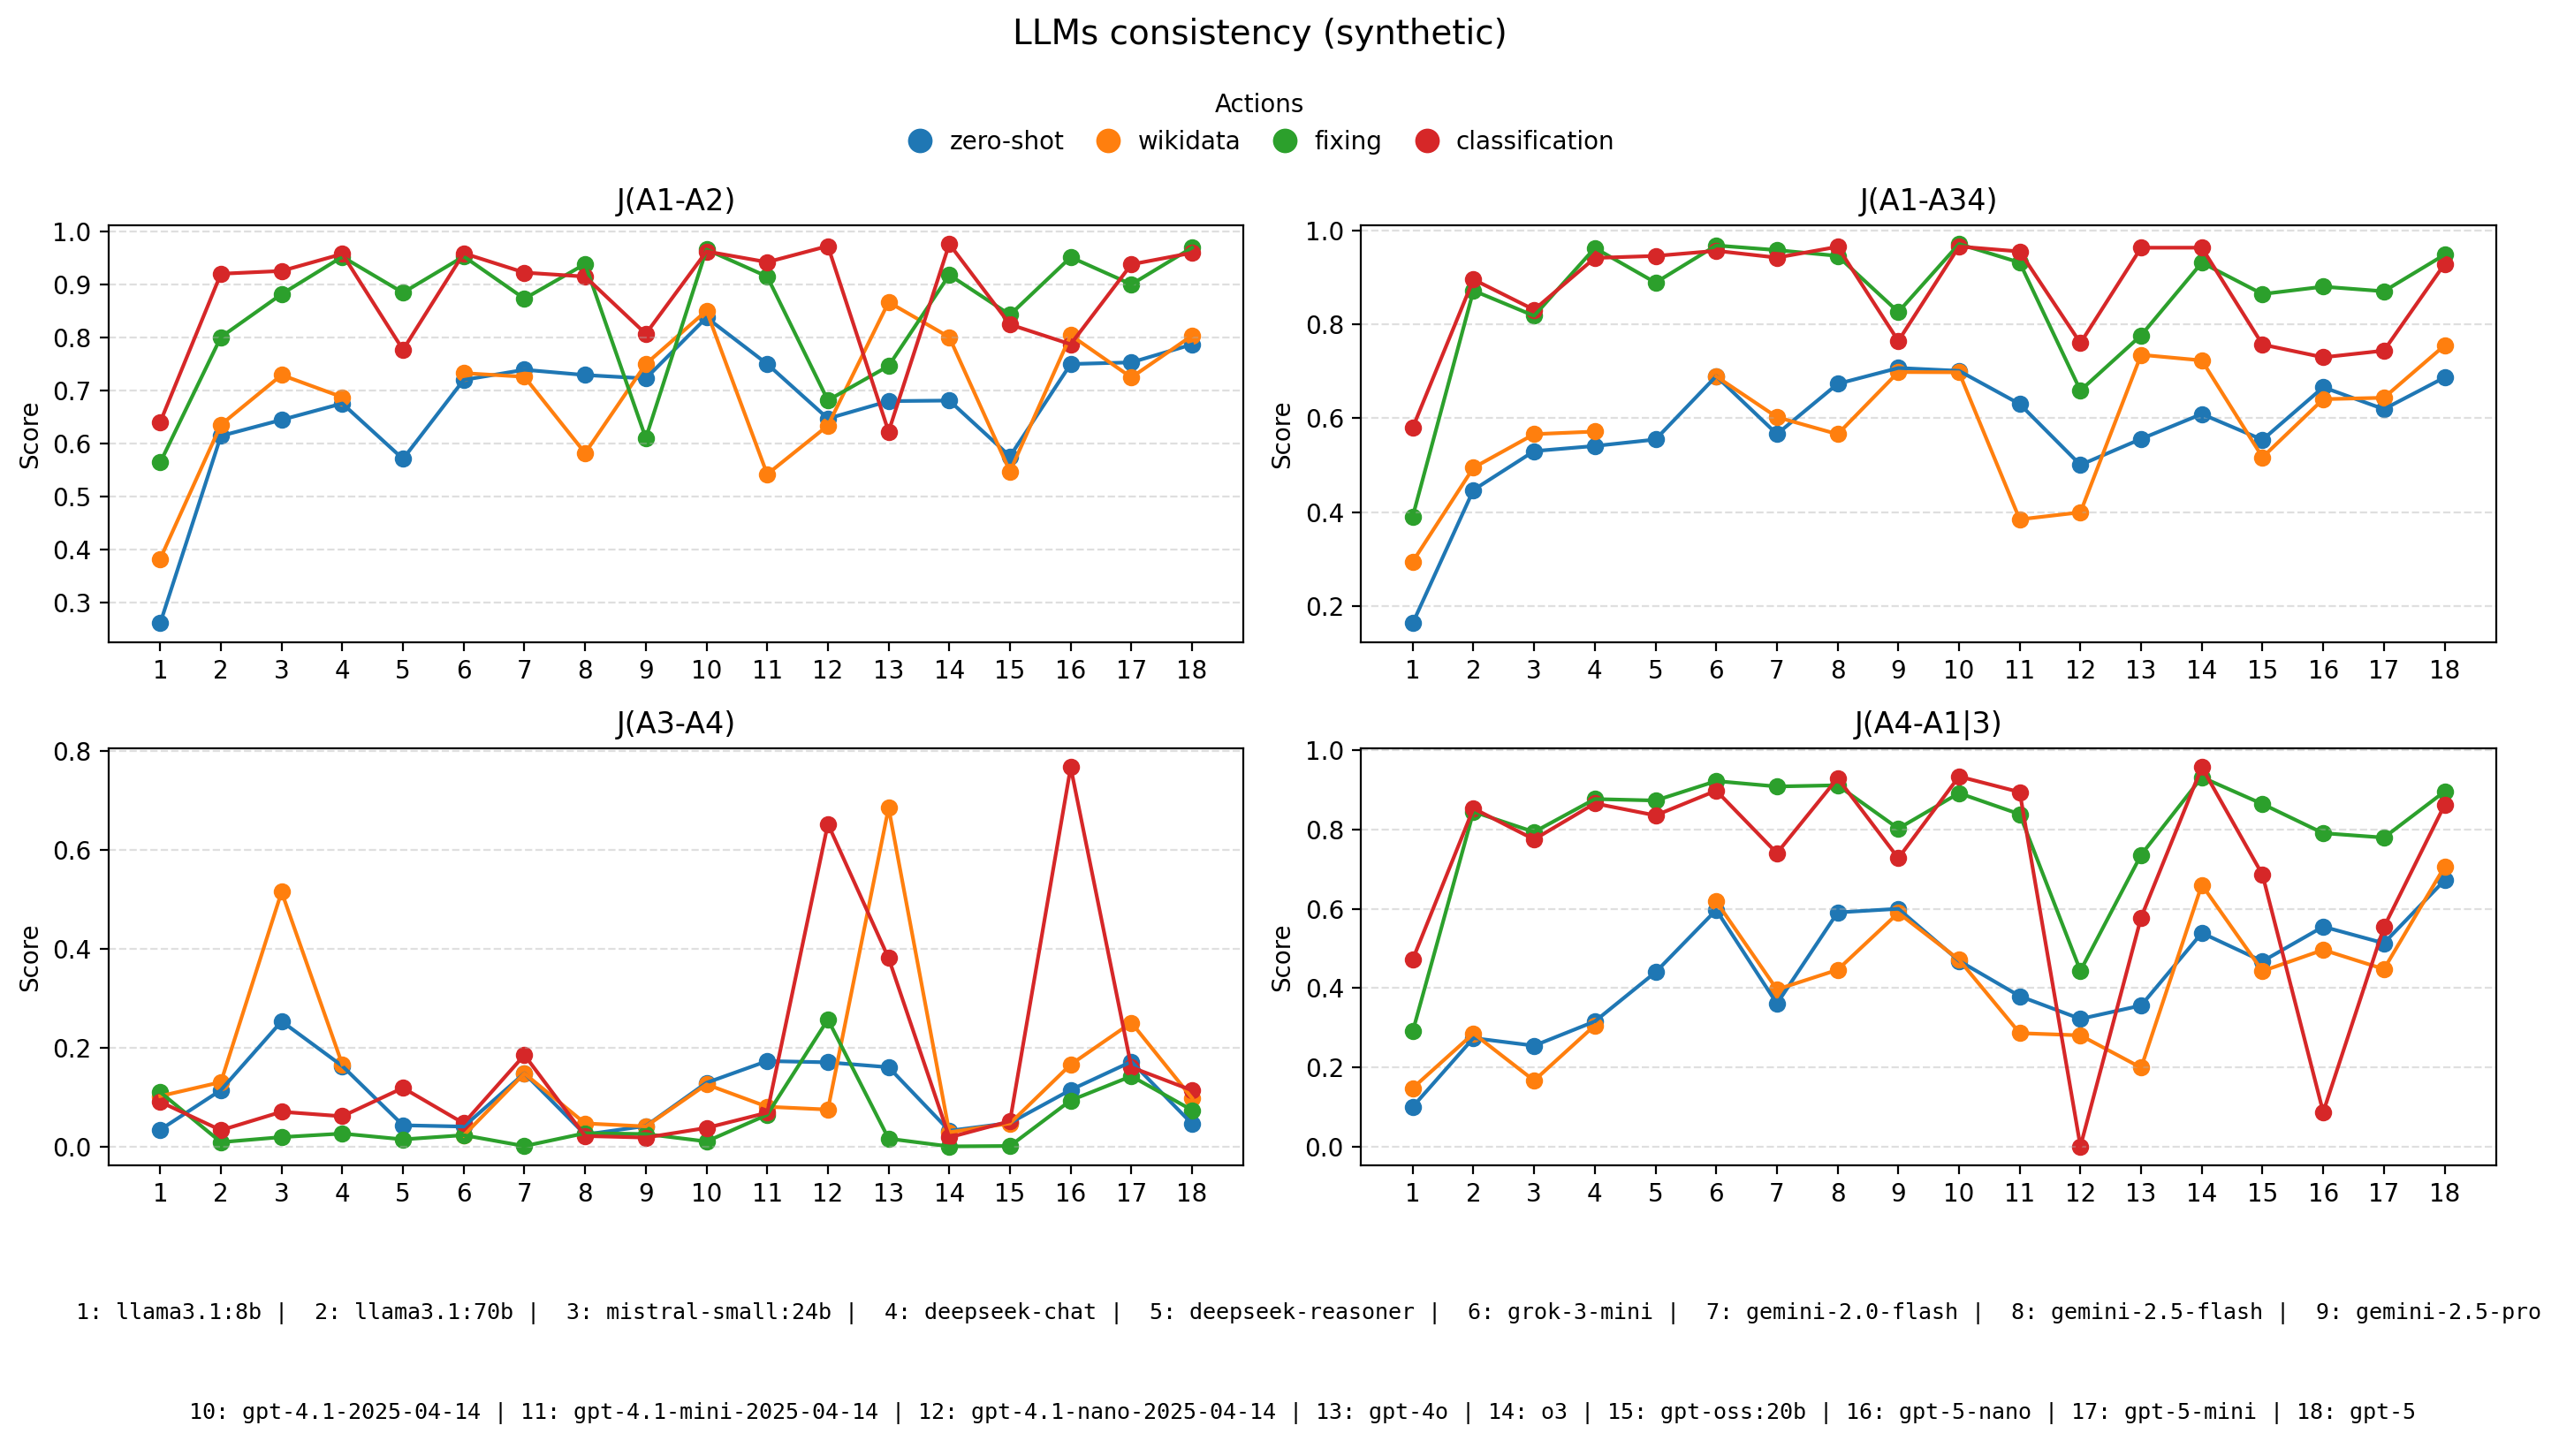 LLMs consistency (synthetic)
Actions
zero-shot wikidata fixing classification
J(A1-A2)
1.0
0.9
0.8
0.7
0.6
0.5
0.4
0.3
Score
1 2 3 4 5 6 7 8 9 10 11 12 13 14 15 16 17 18
J(A1-A34)
1.0
0.8
0.6
0.4
0.2
Score
1 2 3 4 5 6 7 8 9 10 11 12 13 14 15 16 17 18
J(A3-A4)
0.8
0.6
0.4
0.2
0.0
Score
1 2 3 4 5 6 7 8 9 10 11 12 13 14 15 16 17 18
J(A4-A1|3)
1.0
0.8
0.6
0.4
0.2
0.0
Score
1 2 3 4 5 6 7 8 9 10 11 12 13 14 15 16 17 18
1: llama3.1:8b | 2: llama3.1:70b | 3: mistral-small:24b | 4: deepseek-chat | 5: deepseek-reasoner | 6: grok-3-mini | 7: gemini-2.0-flash | 8: gemini-2.5-flash | 9: gemini-2.5-pro
10: gpt-4.1-2025-04-14 | 11: gpt-4.1-mini-2025-04-14 | 12: gpt-4.1-nano-2025-04-14 | 13: gpt-4o | 14: o3 | 15: gpt-oss:20b | 16: gpt-5-nano | 17: gpt-5-mini | 18: gpt-5